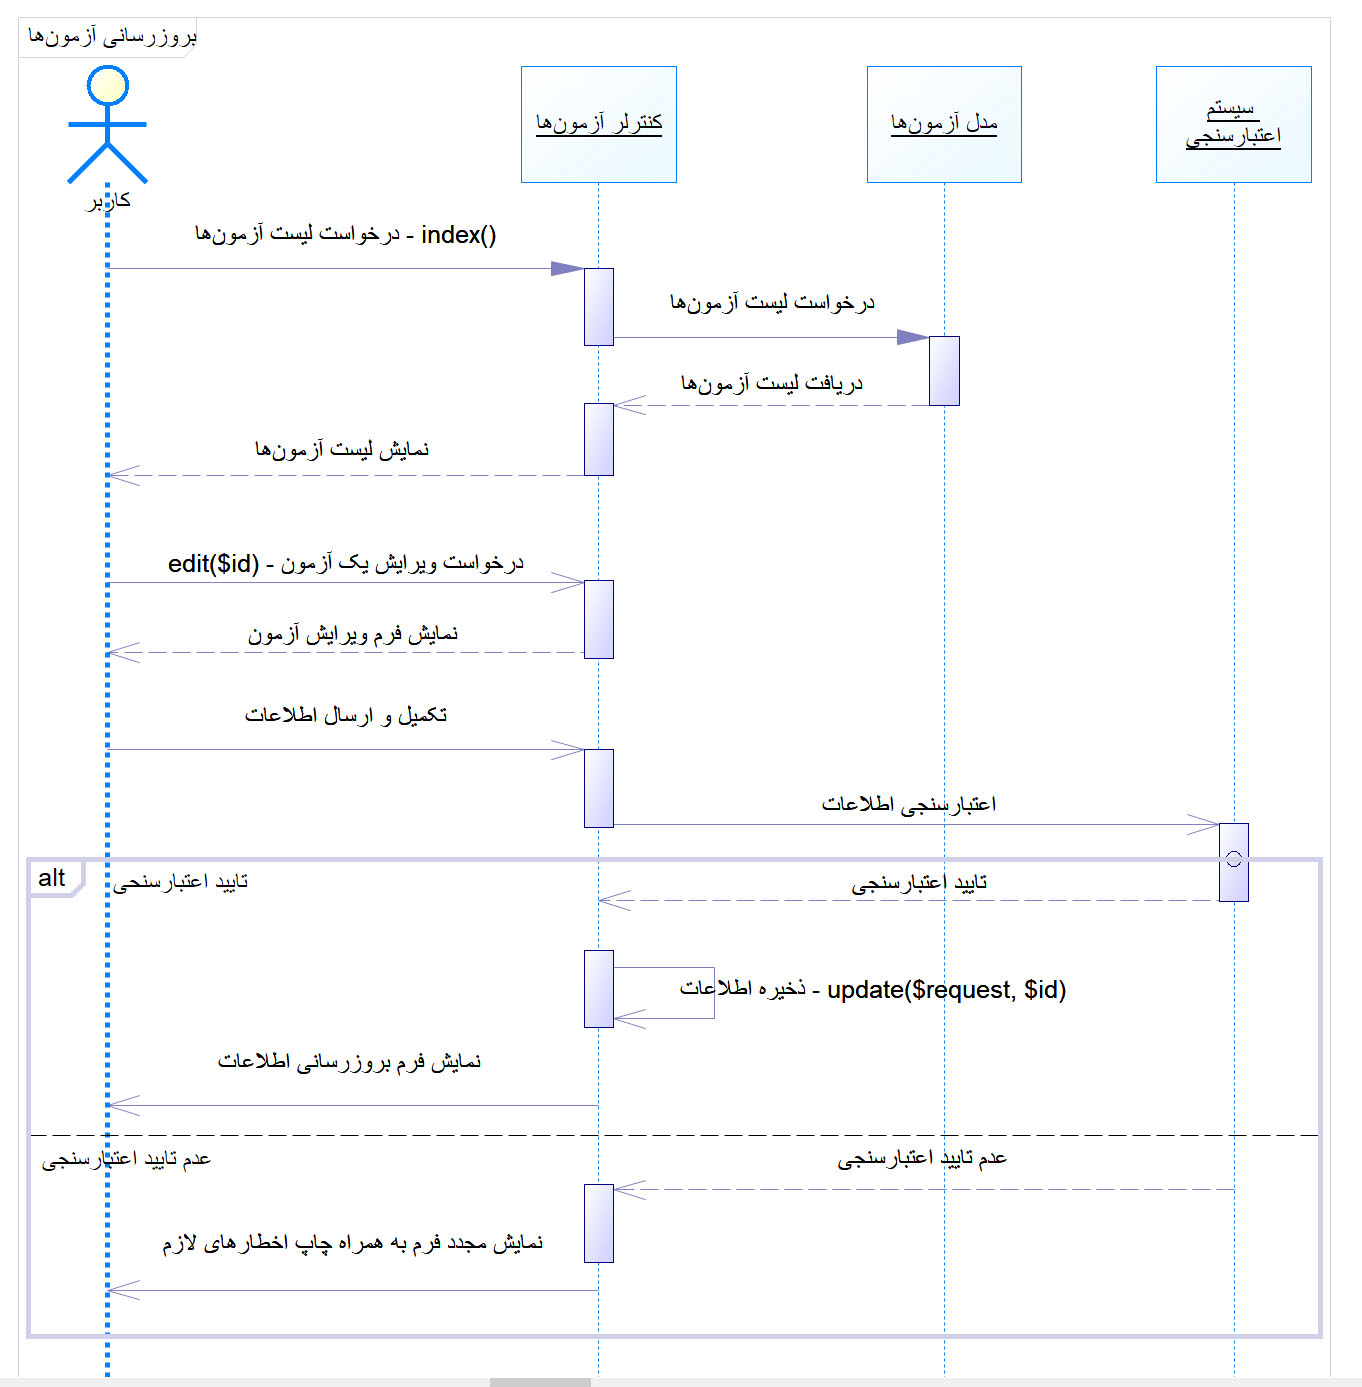 بروزرسانی آزمون‌ها
کاربر
کنترلر آزمون‌ها
مدل آزمون‌ها
سیستم
اعتبارسنجی
درخواست لیست آزمون‌ها - index()
درخواست لیست آزمون‌ها
دریافت لیست آزمون‌ها
نمایش لیست آزمون‌ها
درخواست ویرایش یک آزمون - edit($id)
نمایش فرم ویرایش آزمون
تکمیل و ارسال اطلاعات
اعتبارسنجی اطلاعات
alt
تایید اعتبارسنحی
تایید اعتبارسنجی
ذخیره اطلاعات - update($request, $id)
نمایش فرم بروزرسانی اطلاعات
عدم تایید اعتبارسنجی
عدم تایید اعتبارسنجی
نمایش مجدد فرم به همراه چاپ اخطارهای لازم